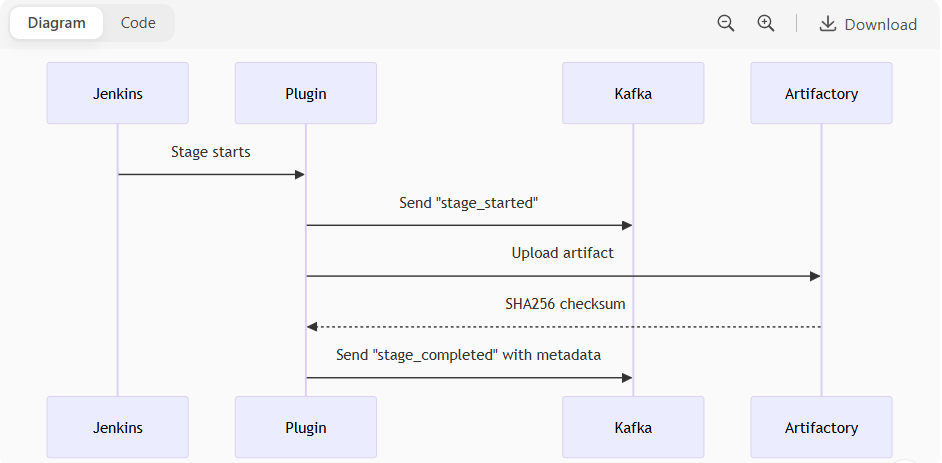 Diagram
Code
Download
Jenkins
Plugin
Kafka
Artifactory
Stage starts
Send "stage_started"
Upload artifact
SHA256 checksum
Send "stage_completed" with metadata
Jenkins
Plugin
Kafka
Artifactory